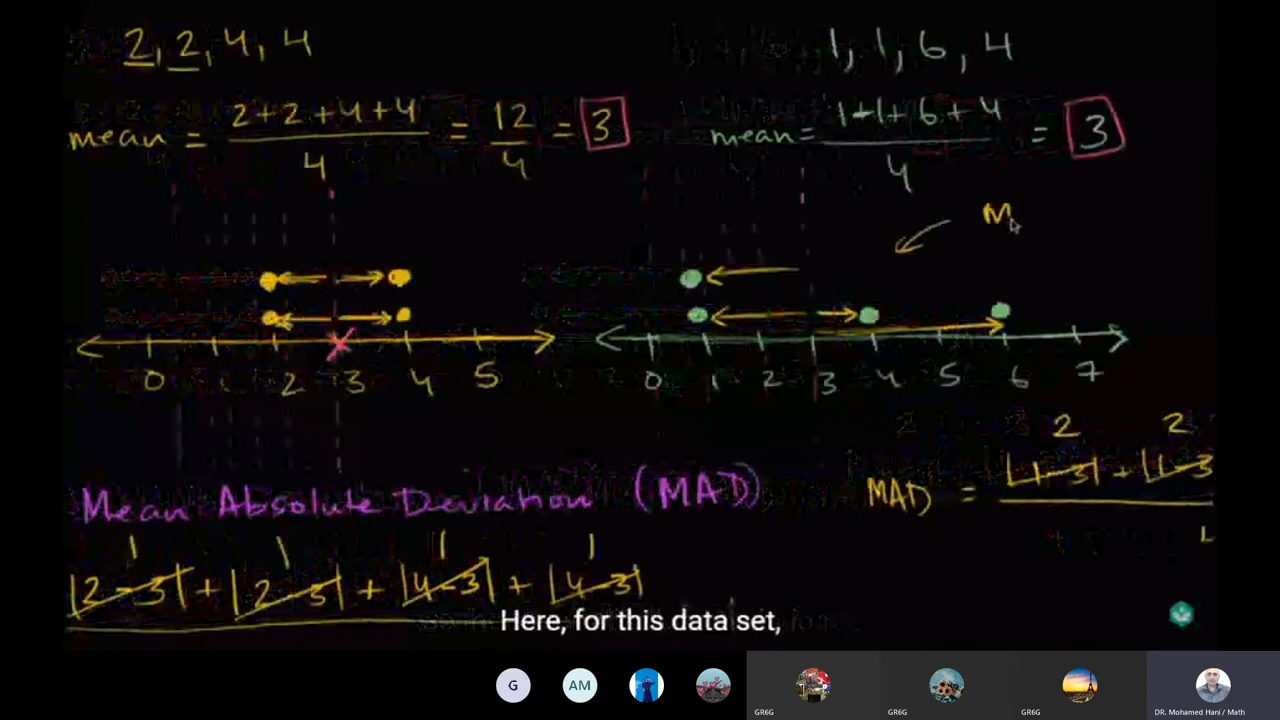 2, 2, 4, 4
1, 1, 6, 4
mean = 2+2+4+4 / 4 = 12 / 4 = 3
mean = 1+1+6+4 / 4 = 3
M
0 2 3 4 5
0 1 2 3 4 5 6 7
2 2
Mean Absolute Deviation (MAD)
MAD = |1-3| + |1-3
1 1 1 1
|2-3| + |2-3| + |4-3| + |4-3|
Here, for this data set,
G
AM
GR6G
GR6G
GR6G
DR. Mohamed Hani / Math